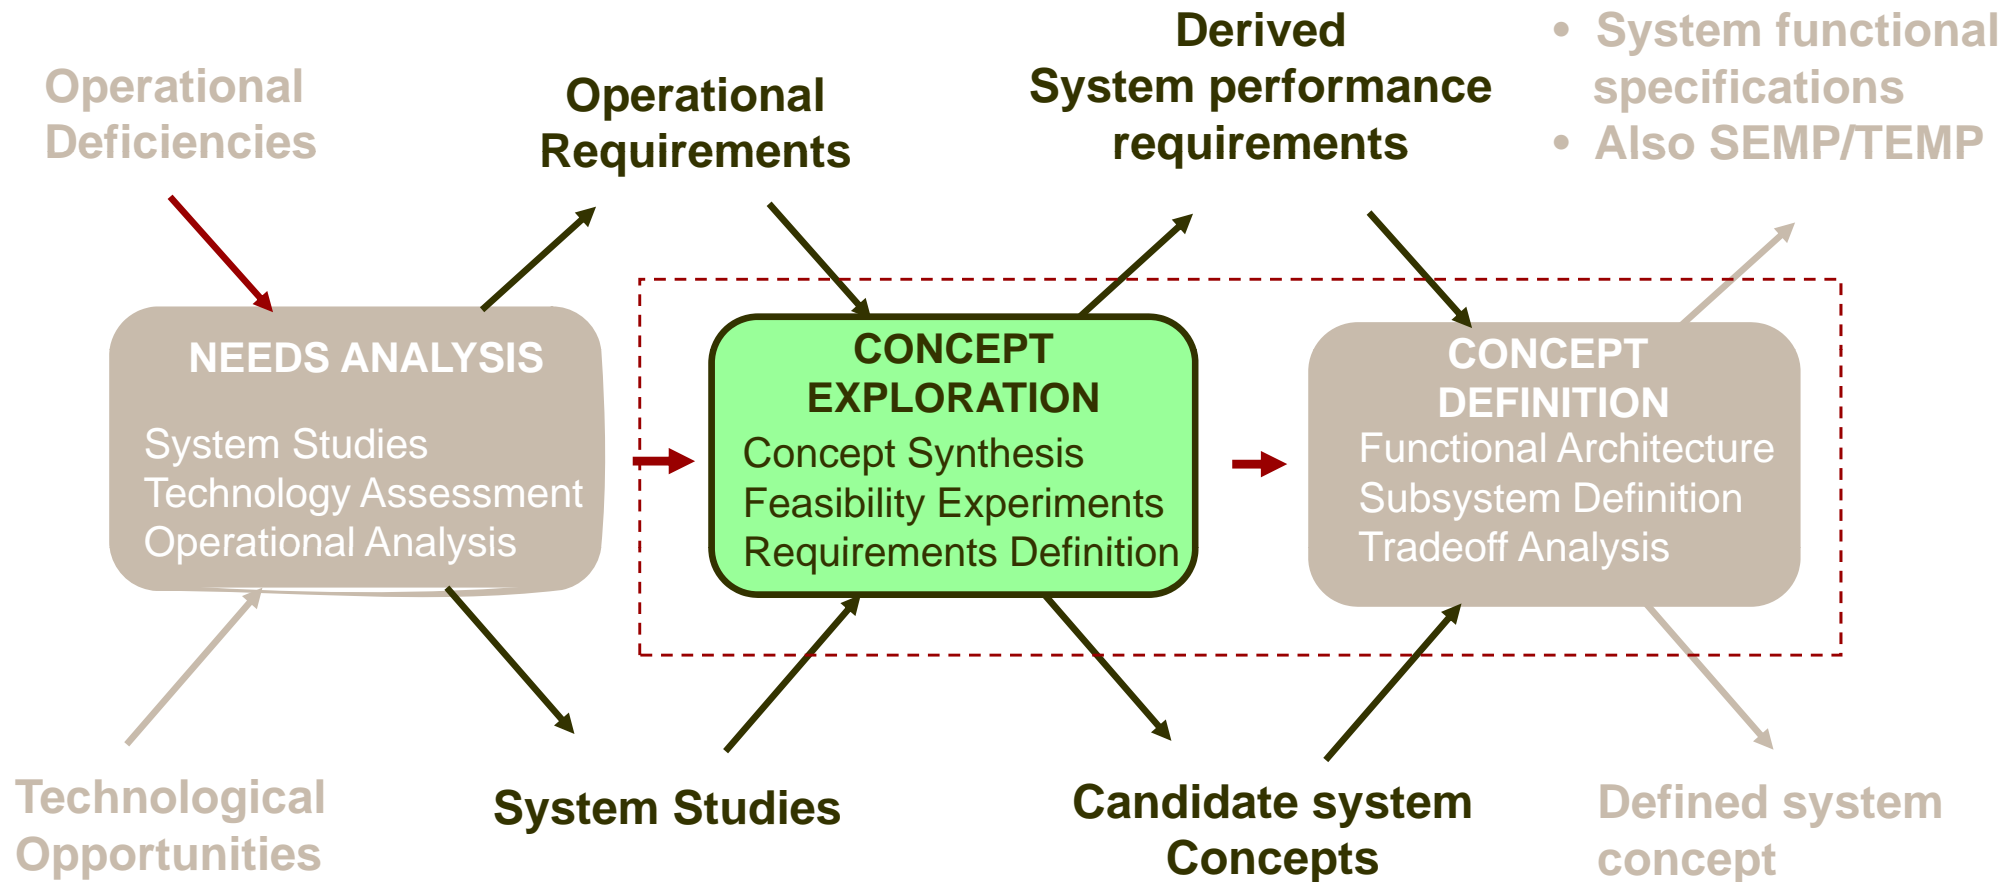 Operational
Deficiencies
Operational
Requirements
Derived
System performance
requirements
• System functional
specifications
• Also SEMP/TEMP
NEEDS ANALYSIS
System Studies
Technology Assessment
Operational Analysis
CONCEPT
EXPLORATION
Concept Synthesis
Feasibility Experiments
Requirements Definition
CONCEPT
DEFINITION
Functional Architecture
Subsystem Definition
Tradeoff Analysis
Technological
Opportunities
System Studies
Candidate system
Concepts
Defined system
concept